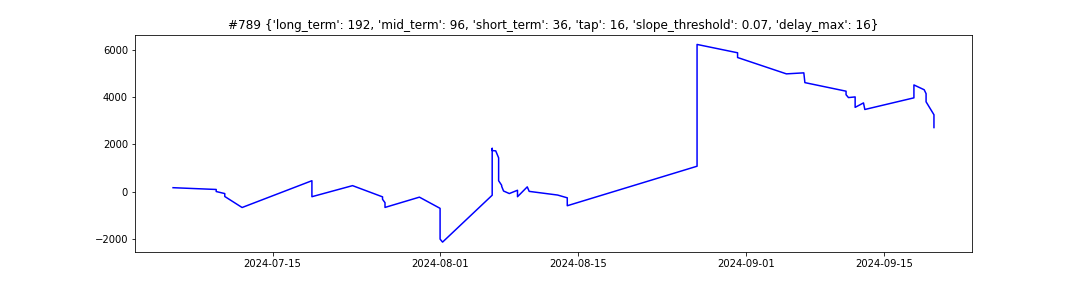 #789 {'long_term': 192, 'mid_term': 96, 'short_term': 36, 'tap': 16, 'slope_threshold': 0.07, 'delay_max': 16}
6000
4000
2000
0
−2000
2024-07-15 2024-08-01 2024-08-15 2024-09-01 2024-09-15